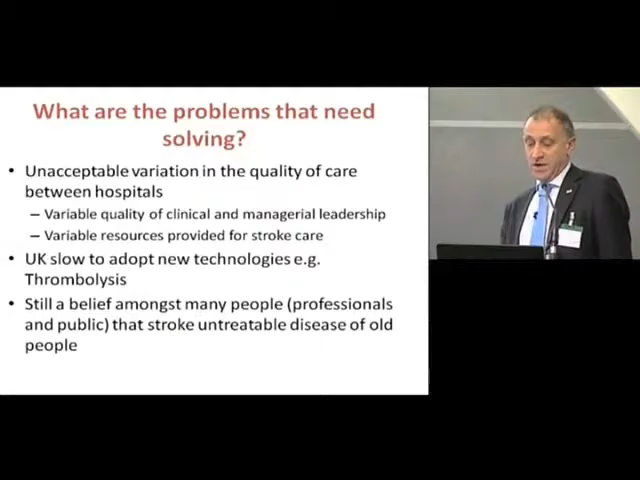 What are the problems that need
solving?
• Unacceptable variation in the quality of care
between hospitals
– Variable quality of clinical and managerial leadership
– Variable resources provided for stroke care
• UK slow to adopt new technologies e.g.
Thrombolysis
• Still a belief amongst many people (professionals
and public) that stroke untreatable disease of old
people